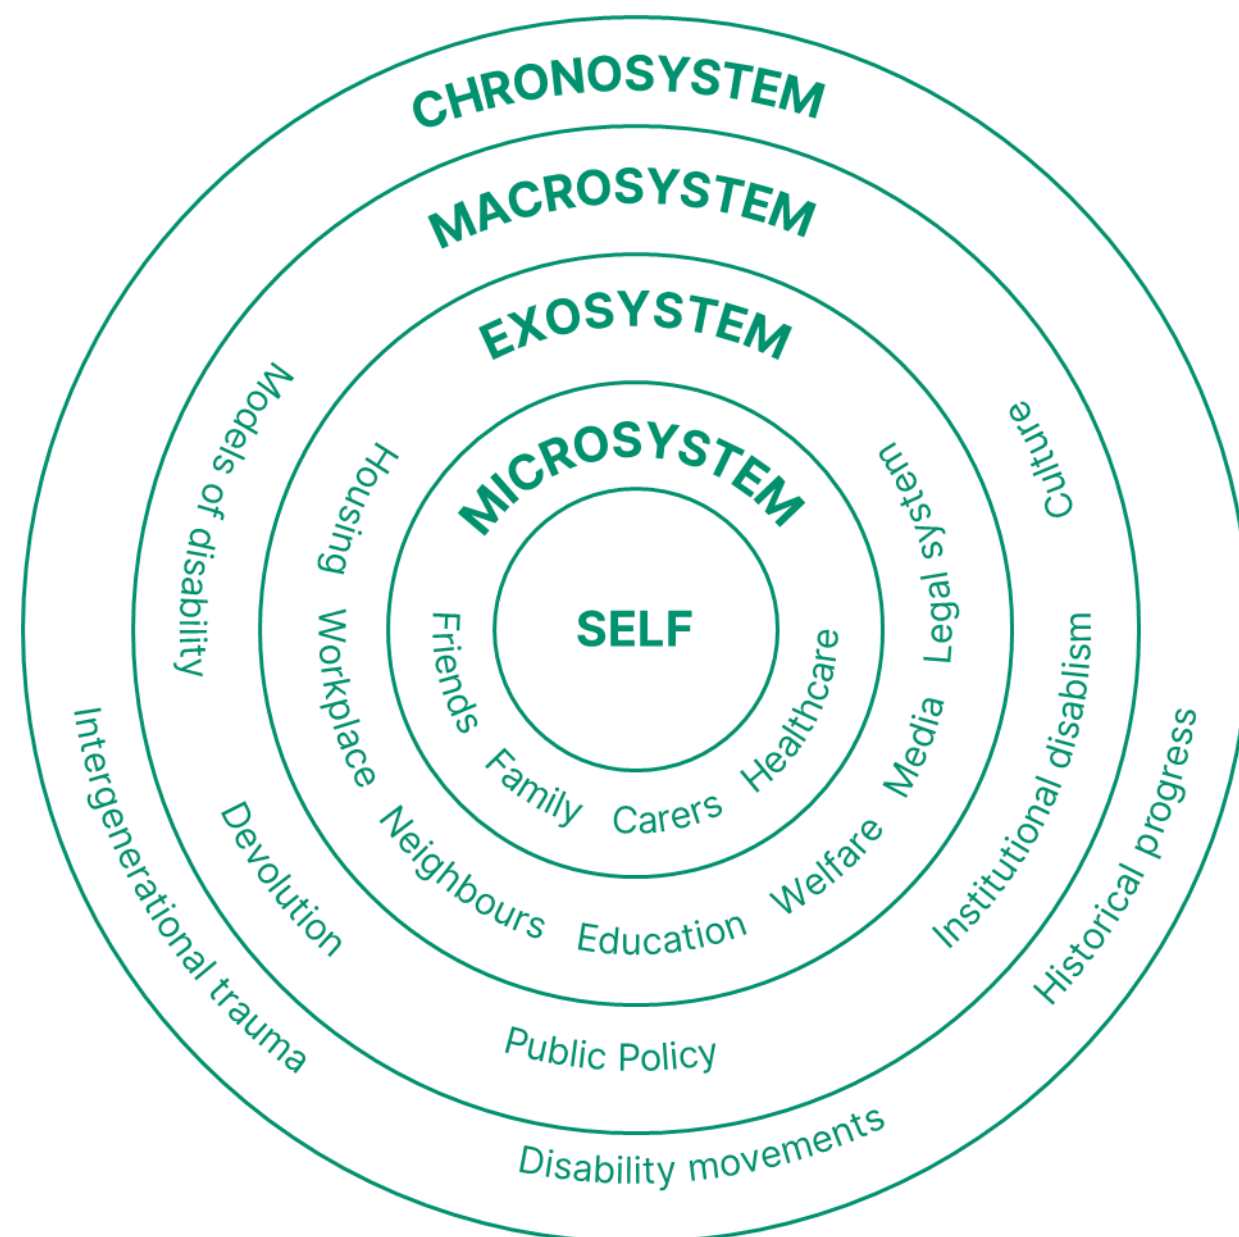 CHRONOSYSTEM
MACROSYSTEM
EXOSYSTEM
MICROSYSTEM
SELF
Friends
Family
Carers
Healthcare
Housing
Workplace
Neighbours
Education
Welfare
Media
Legal system
Models of disability
Devolution
Public Policy
Institutional disablism
Culture
Intergenerational trauma
Disability movements
Historical progress